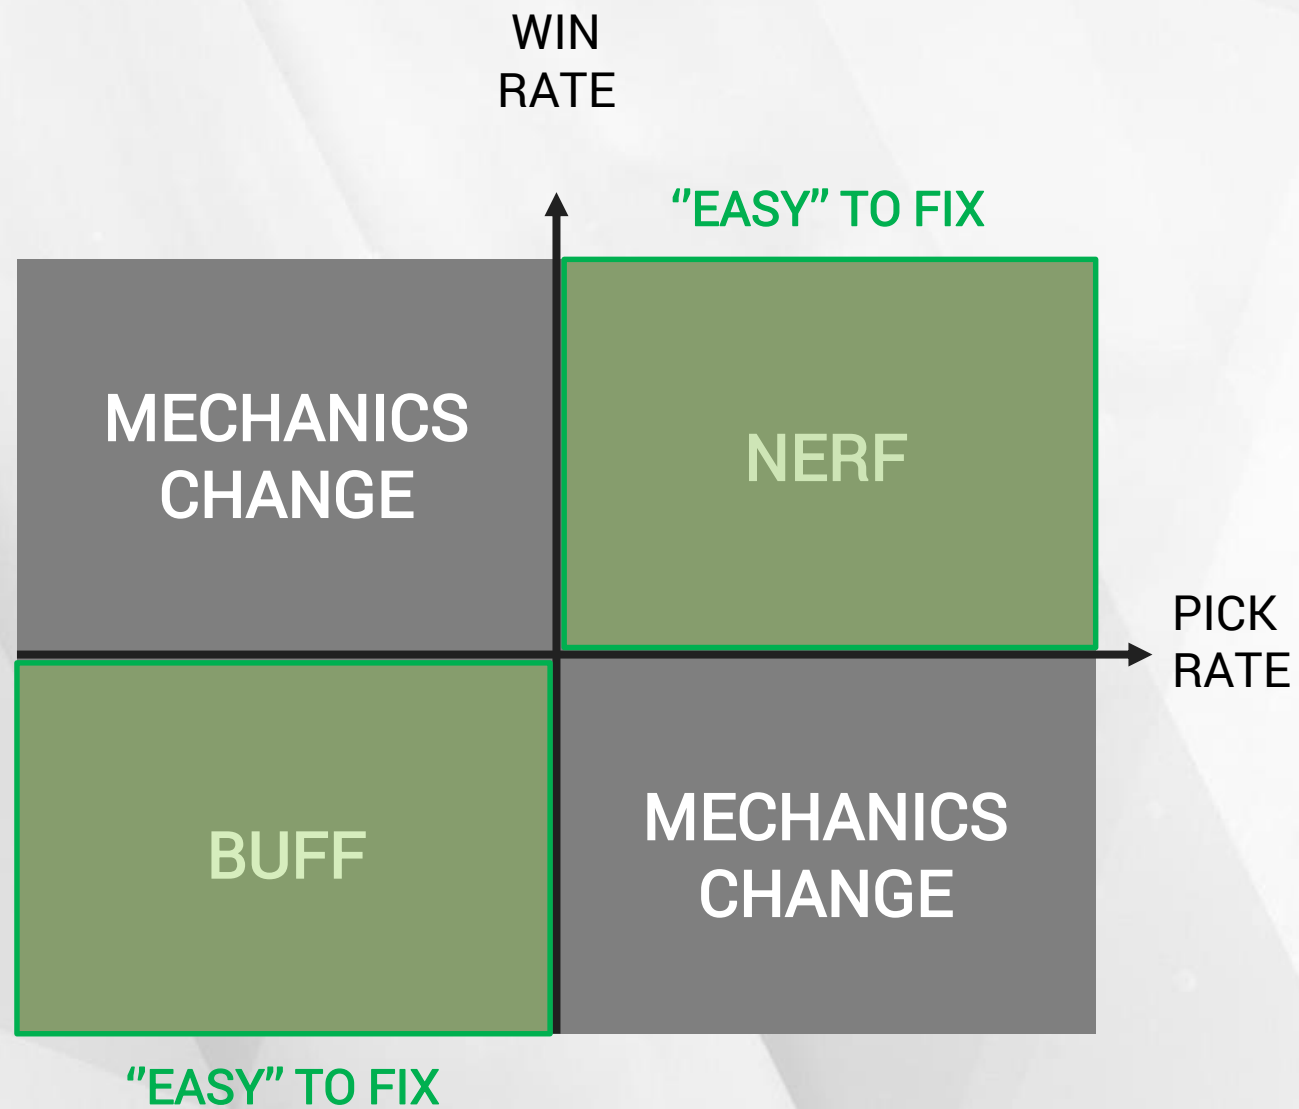 WIN
RATE
‘’EASY’’ TO FIX
MECHANICS
CHANGE
NERF
PICK
RATE
BUFF
MECHANICS
CHANGE
‘’EASY’’ TO FIX